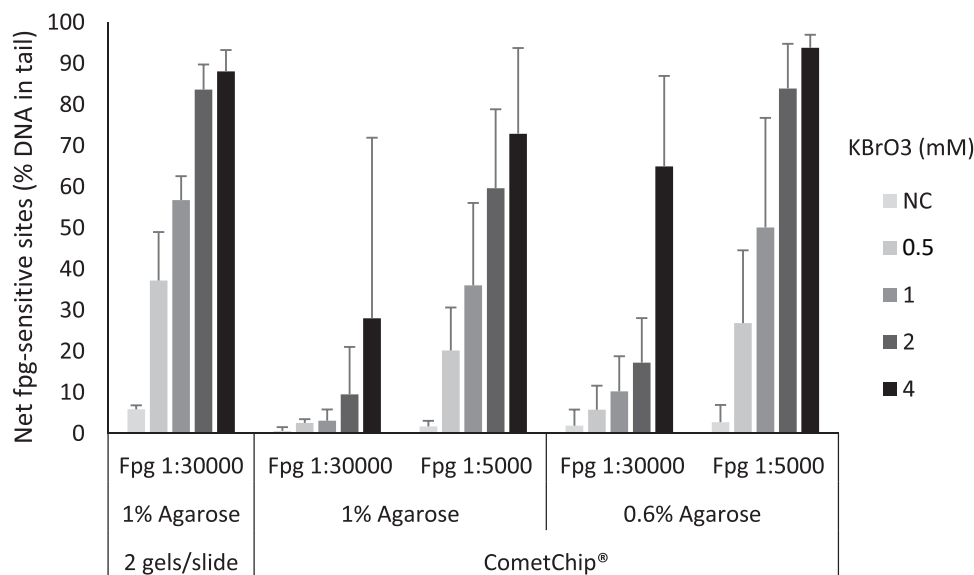 Net fpg-sensitive sites (% DNA in tail)
100
90
80
70
60
50
40
30
20
10
0
KBrO3 (mM)
NC
0.5
1
2
4
Fpg 1:30000 Fpg 1:30000 Fpg 1:5000 Fpg 1:30000 Fpg 1:5000
1% Agarose 1% Agarose 0.6% Agarose
2 gels/slide CometChip®